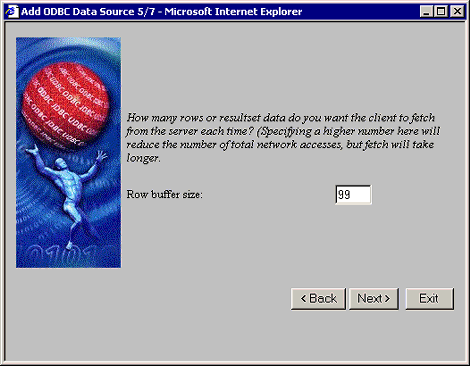 Add ODBC Data Source 5/7 - Microsoft Internet Explorer
How many rows or resultset data do you want the client to fetch
from the server each time? (Specifying a higher number here will
reduce the number of total network accesses, but fetch will take
longer.
Row buffer size:
99
< Back
Next >
Exit